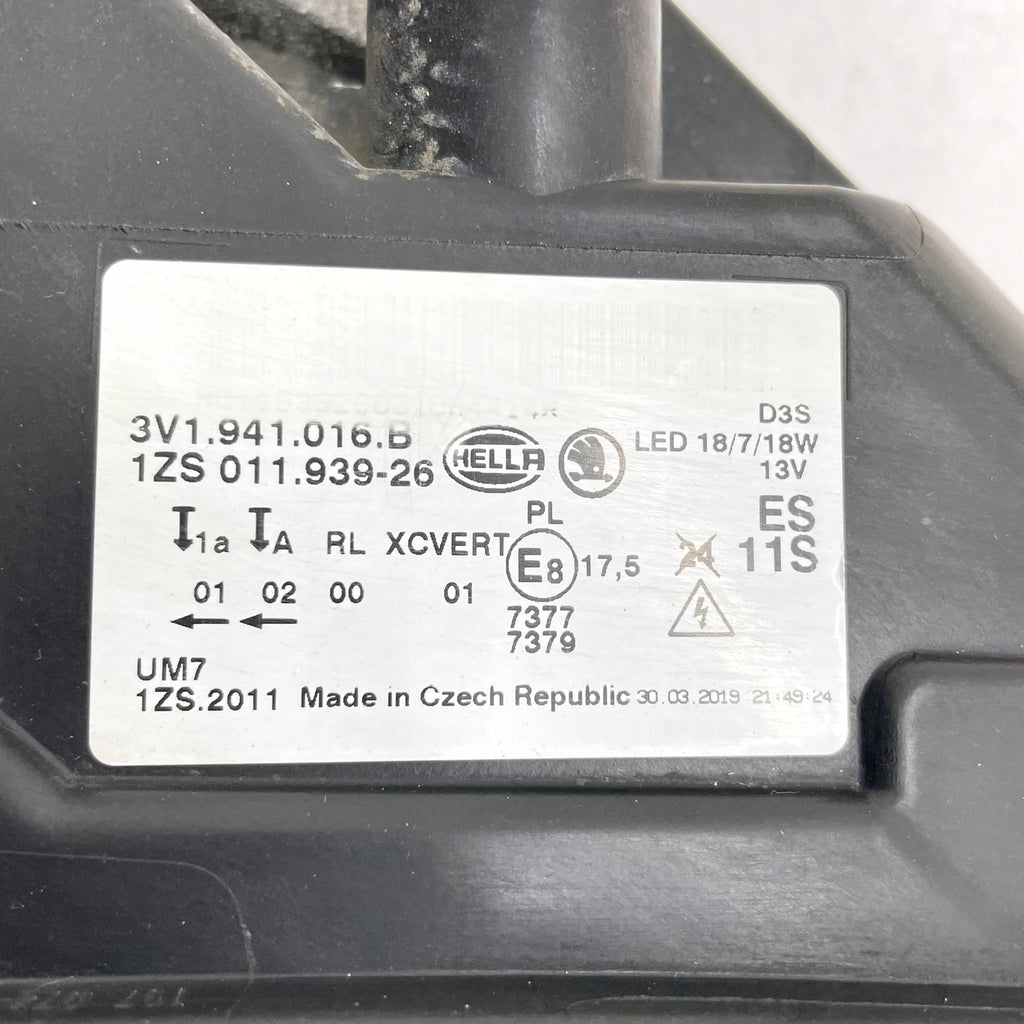 3V1.941.016.B
1ZS 011.939-26
HELLA
D3S
LED 18/7/18W
13V
1a A RL XCVERT
PL
E8 17,5
24
ES
11S
01 02 00 01
7377
7379
UM7
1ZS.2011 Made in Czech Republic 30.03.2019 21:49:24